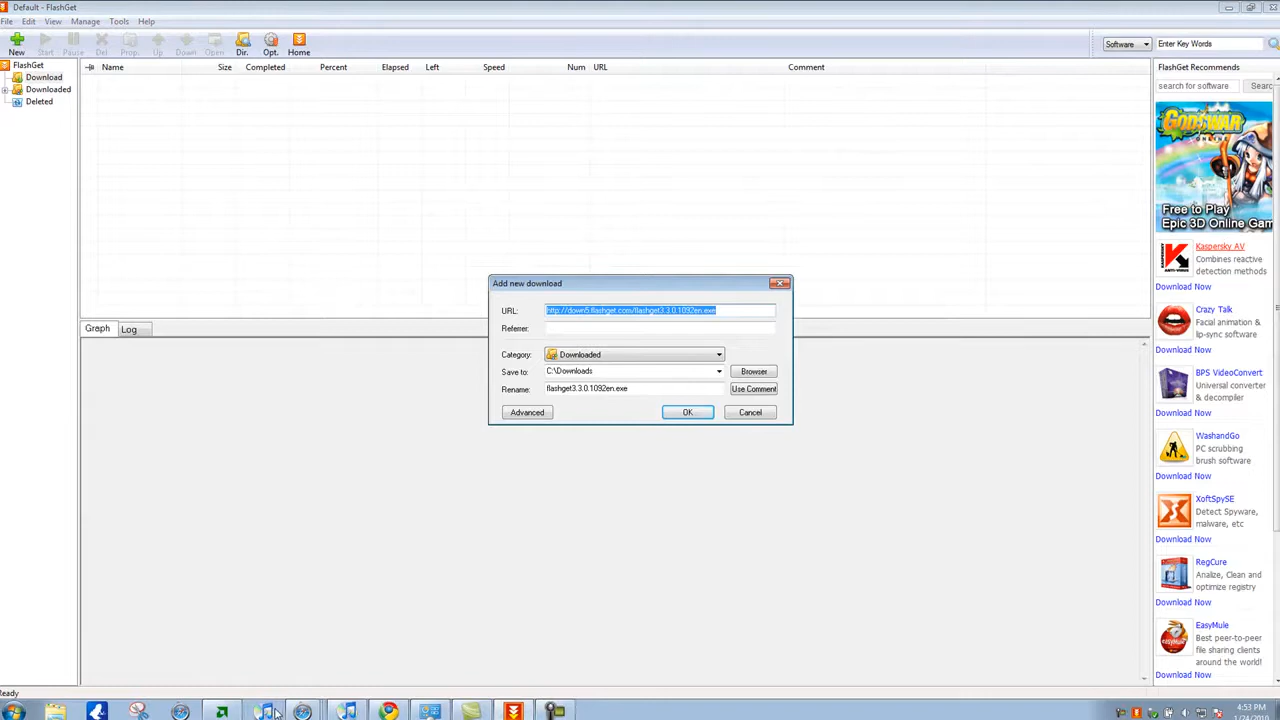 Default - FlashGet
File Edit View Manage Tools Help
New Start Pause Del Prop. Up Down Open Dir. Opt. Home
Software
Enter Key Words
FlashGet
Download
Downloaded
Deleted
Name Size Completed Percent Elapsed Left Speed Num URL Comment
Add new download
URL: http://down5.flashget.com/flashget3.3.0.1092en.exe
Referrer:
Category: Downloaded
Save to: C:\Downloads Browser
Rename: flashget3.3.0.1092en.exe Use Comment
Advanced OK Cancel
Graph Log
FlashGet Recommends
search for software Searc
GODSWAR
ONLINE
Free to Play
Epic 3D Online Gam
Kaspersky AV
Combines reactive
detection methods
Download Now
Crazy Talk
Facial animation &
lip-sync software
Download Now
BPS VideoConvert
Universal converter
& decompiler
Download Now
WashandGo
PC scrubbing
brush software
Download Now
XoftSpySE
Detect Spyware,
malware, etc
Download Now
RegCure
Analize, Clean and
optimize registry
Download Now
EasyMule
Best peer-to-peer
file sharing clients
around the world!
Download Now
Ready
4:53 PM